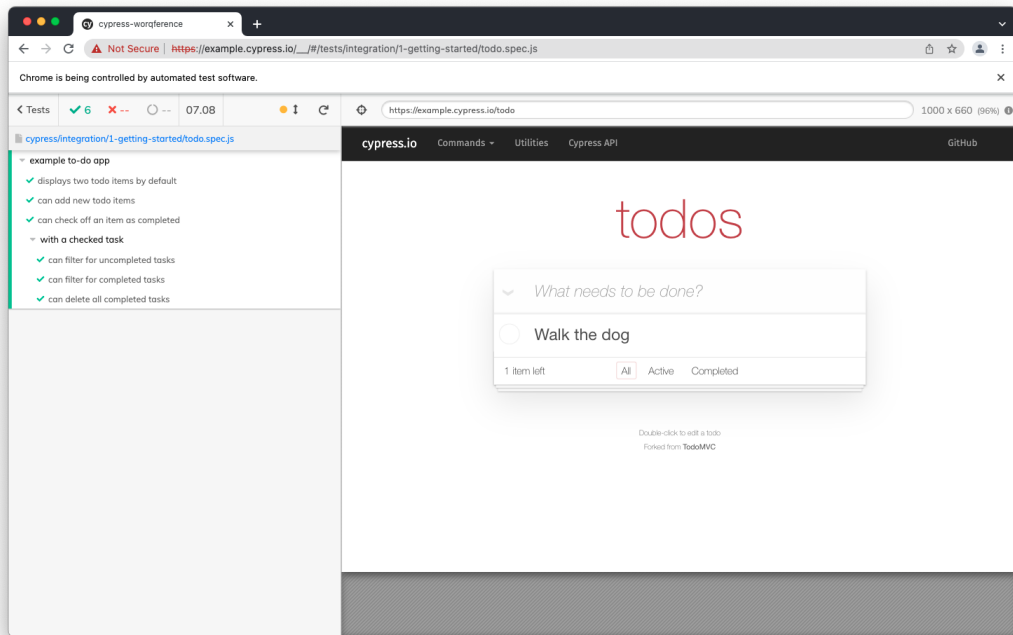 cy cypress-worqference
Not Secure | https://example.cypress.io/__/#/tests/integration/1-getting-started/todo.spec.js
Chrome is being controlled by automated test software.
Tests 6 -- -- 07.08 https://example.cypress.io/todo 1000 x 660 (96%)
cypress/integration/1-getting-started/todo.spec.js
example to-do app
displays two todo items by default
can add new todo items
can check off an item as completed
with a checked task
can filter for uncompleted tasks
can filter for completed tasks
can delete all completed tasks
cypress.io Commands Utilities Cypress API GitHub
todos
What needs to be done?
Walk the dog
1 item left All Active Completed
Double-click to edit a todo
Forked from TodoMVC